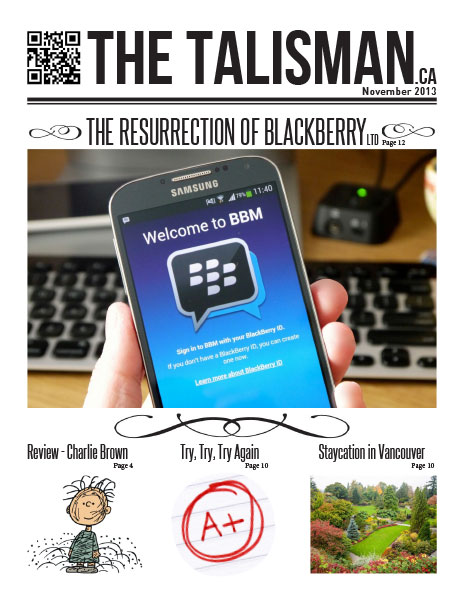 THE TALISMAN.CA
November 2013
THE RESURRECTION OF BLACKBERRY LTD Page 12
SAMSUNG
78% 11:40
Welcome to BBM
Sign in to BBM with your BlackBerry ID.
If you don't have a BlackBerry ID, you can create
one now.
Learn more about BlackBerry ID
Review - Charlie Brown
Page 4
Try, Try, Try Again
Page 10
Staycation in Vancouver
Page 10
A+